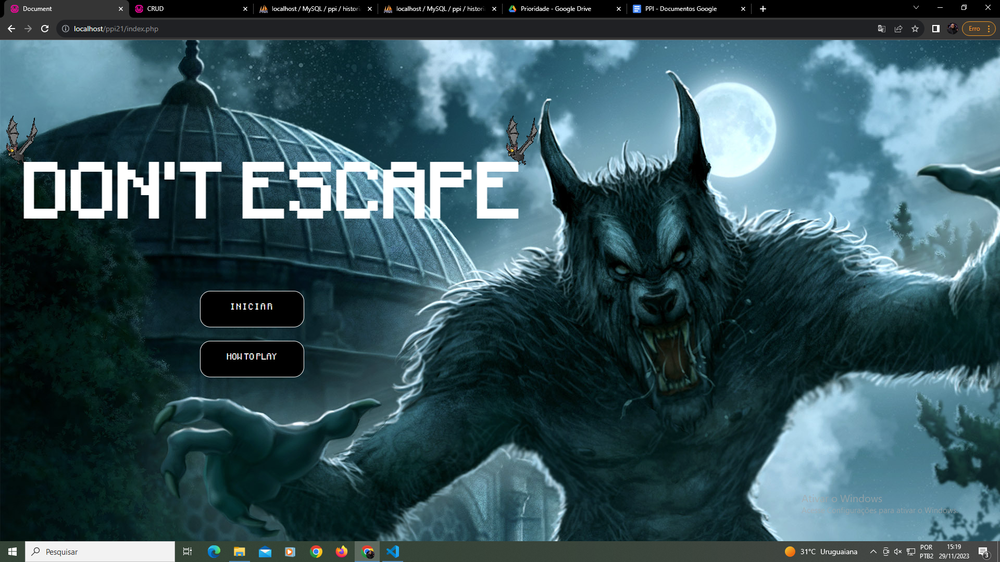 Document
CRUD
localhost / MySQL / ppi / histori
localhost / MySQL / ppi / histori
Prioridade - Google Drive
PPI - Documentos Google
localhost/ppi21/index.php
Erro
DON'T ESCAPE
INICIAR
HOW TO PLAY
Ativar o Windows
Acesse Configurações para ativar o Windows.
Pesquisar
31°C Uruguaiana
POR
PTB2
15:19
29/11/2023
3